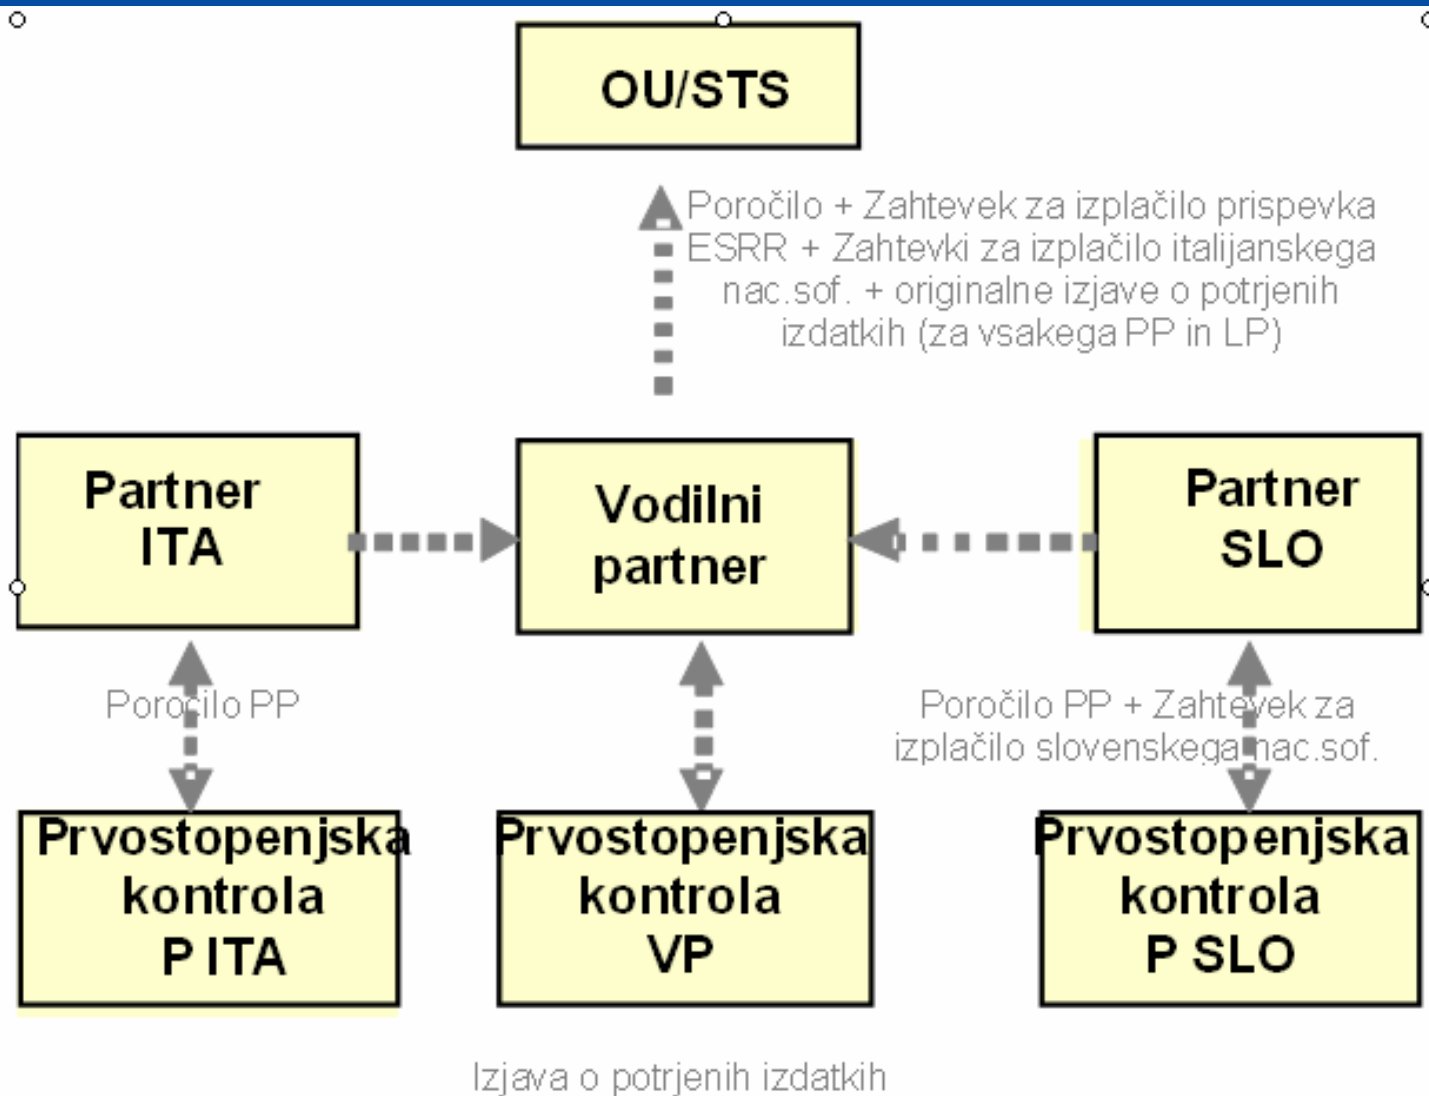 OU/STS
Poročilo + Zahtevek za izplačilo prispevka
ESRR + Zahtevki za izplačilo italijanskega
nac.sof. + originalne izjave o potrjenih
izdatkih (za vsakega PP in LP)
Partner
ITA
Vodilni
partner
Partner
SLO
Poročilo PP
Poročilo PP + Zahtevek za
izplačilo slovenskega nac.sof.
Prvostopenjska
kontrola
P ITA
Prvostopenjska
kontrola
VP
Prvostopenjska
kontrola
P SLO
Izjava o potrjenih izdatkih